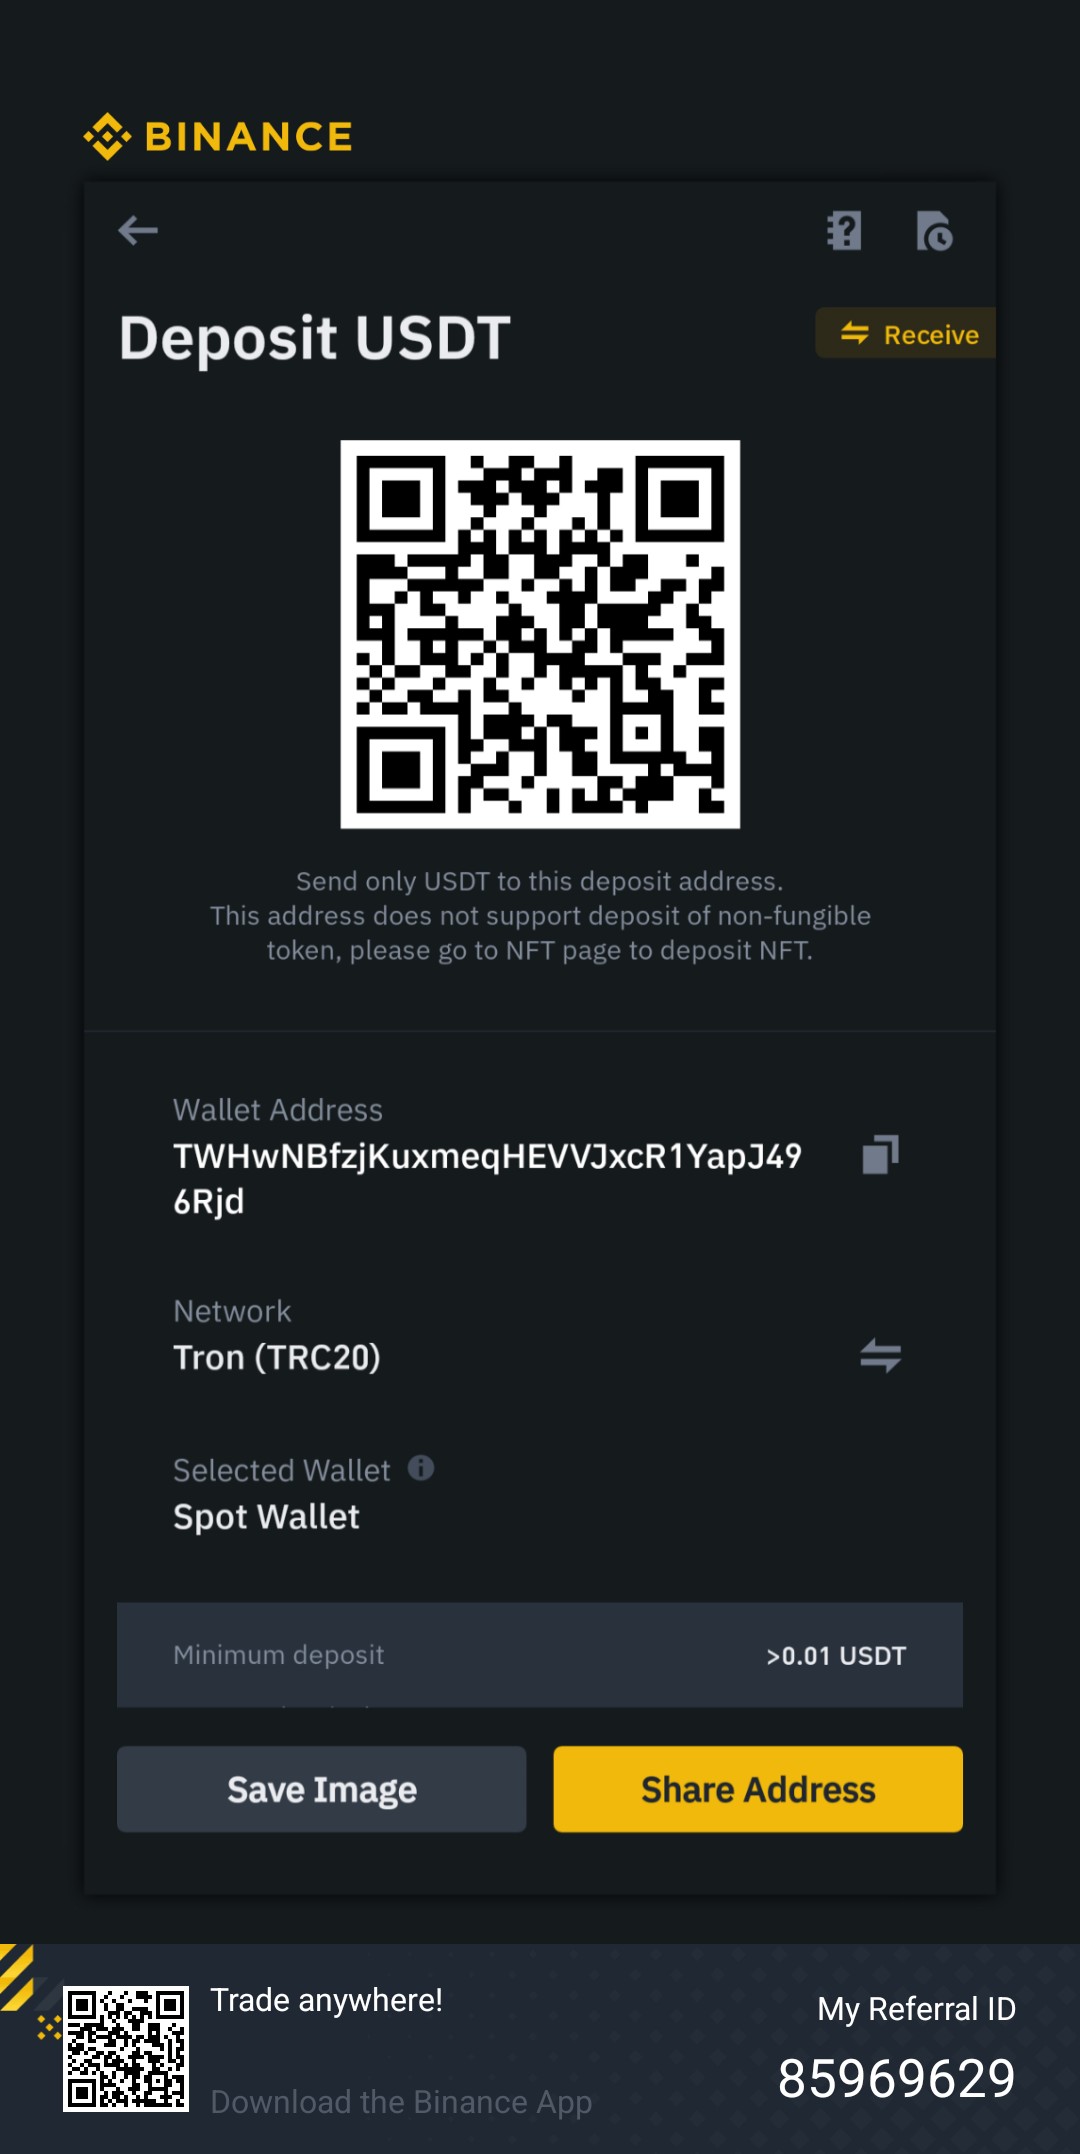 BINANCE
Deposit USDT
Receive
Send only USDT to this deposit address.
This address does not support deposit of non-fungible
token, please go to NFT page to deposit NFT.
Wallet Address
TWHwNBfzjKuxmeqHEVVJxcR1YapJ49
6Rjd
Network
Tron (TRC20)
Selected Wallet
Spot Wallet
Minimum deposit >0.01 USDT
Save Image
Share Address
Trade anywhere!
Download the Binance App
My Referral ID
85969629